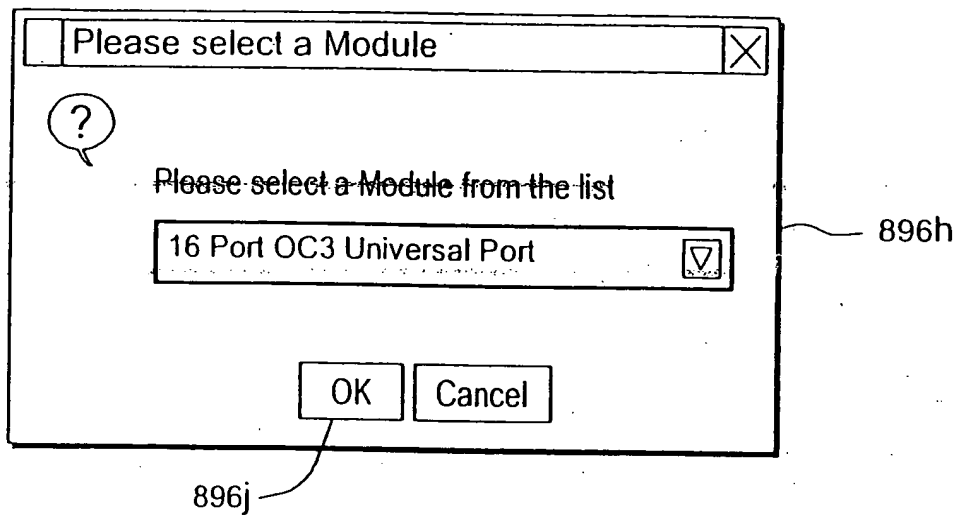 Please select a Module
?
Please select a Module from the list
16 Port OC3 Universal Port
896h
OK Cancel
896j